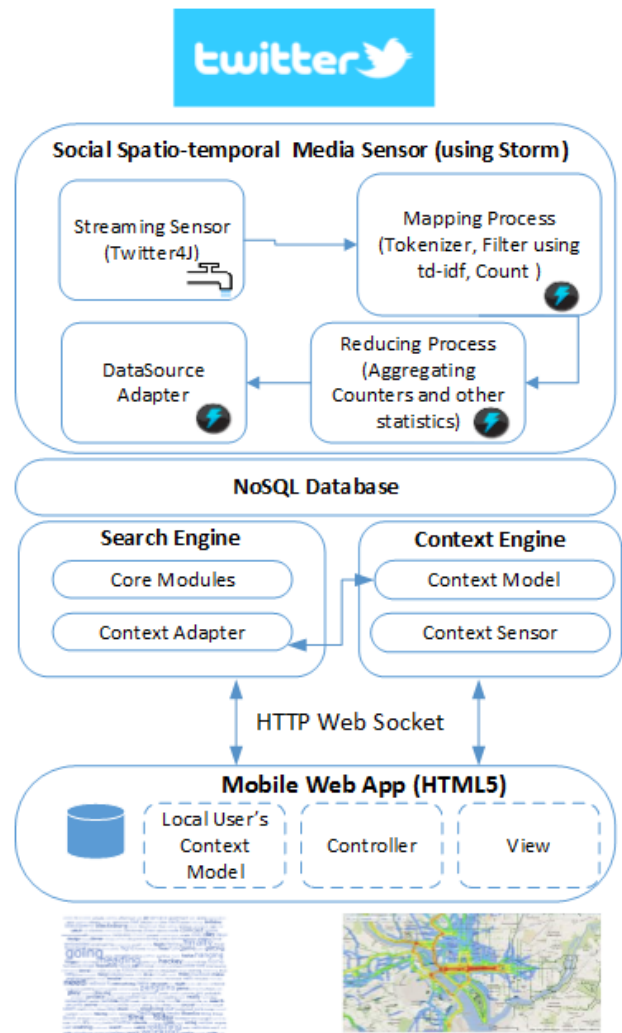 twitter
Social Spatio-temporal Media Sensor (using Storm)
Streaming Sensor
(Twitter4J)
Mapping Process
(Tokenizer, Filter using
td-idf, Count )
DataSource
Adapter
Reducing Process
(Aggregating
Counters and other
statistics)
NoSQL Database
Search Engine
Core Modules
Context Adapter
Context Engine
Context Model
Context Sensor
HTTP Web Socket
Mobile Web App (HTML5)
Local User's
Context
Model
Controller
View
going
need